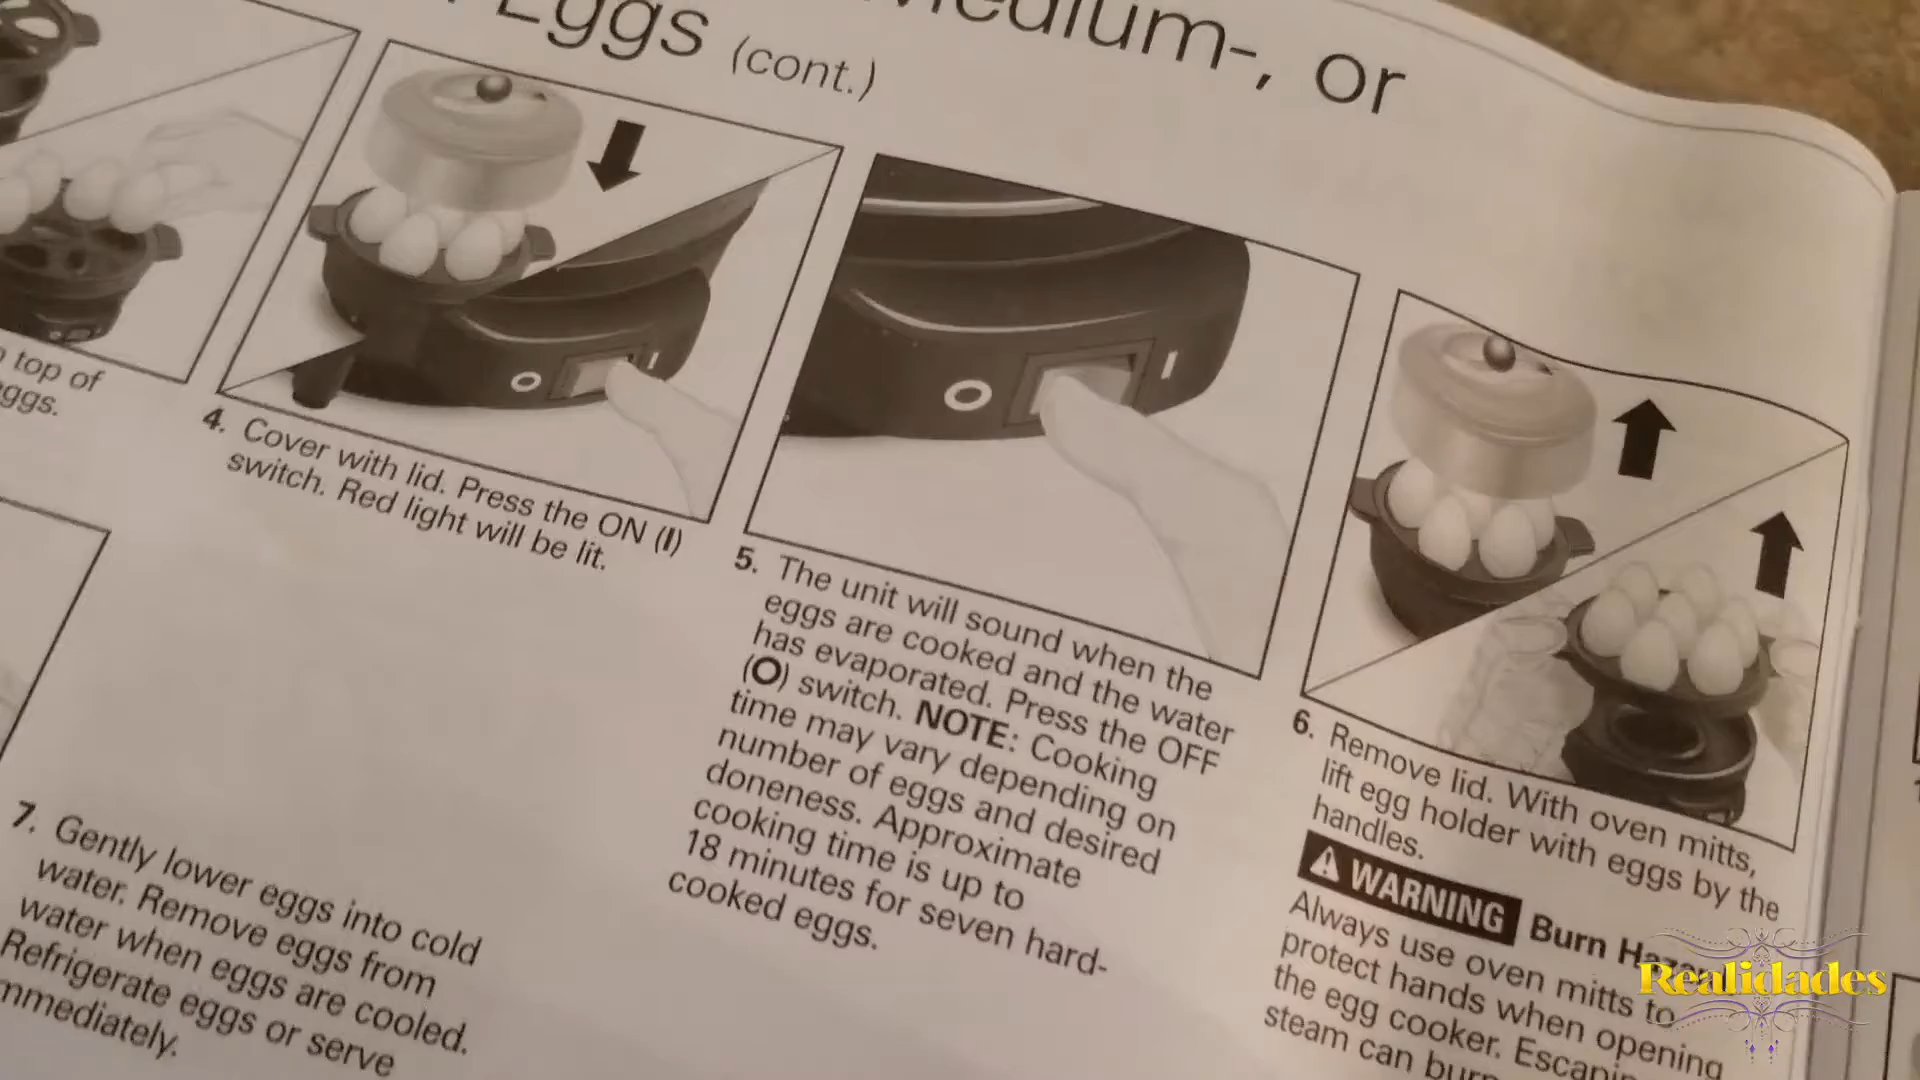 Medium-, or
Eggs (cont.)
top of
eggs.
4. Cover with lid. Press the ON (I)
switch. Red light will be lit.
5. The unit will sound when the
eggs are cooked and the water
has evaporated. Press the OFF
(O) switch. NOTE: Cooking
time may vary depending on
number of eggs and desired
doneness. Approximate
cooking time is up to
18 minutes for seven hard-
cooked eggs.
6. Remove lid. With oven mitts,
lift egg holder with eggs by the
handles.
WARNING Burn Hazard
Always use oven mitts to
protect hands when opening
the egg cooker. Escaping
steam can burn
7. Gently lower eggs into cold
water. Remove eggs from
water when eggs are cooled.
Refrigerate eggs or serve
immediately.
Realidades